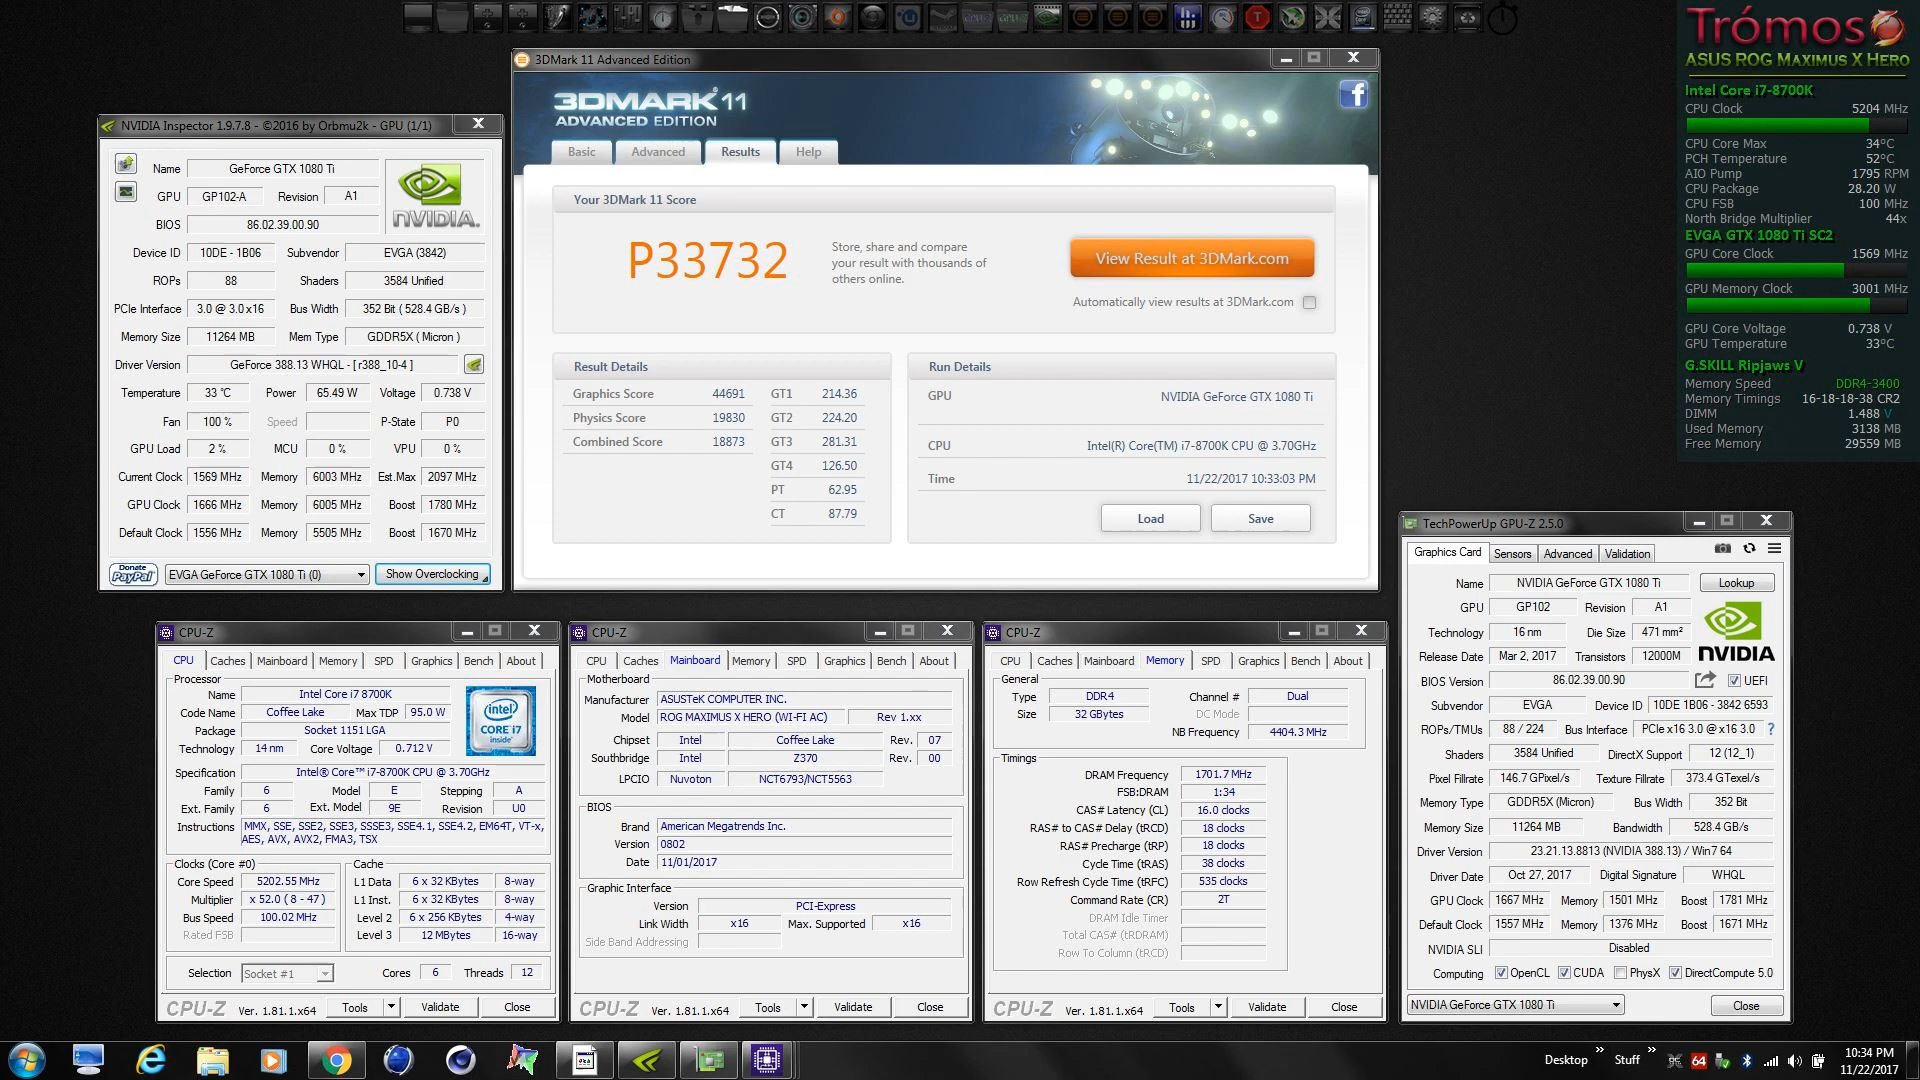 Trómos
ASUS ROG Maximus X Hero
Intel Core i7-8700K
CPU Clock 5204 MHz
CPU Core Max 34°C
PCH Temperature 52°C
AIO Pump 1795 RPM
CPU Package 28.20 W
CPU FSB 100 MHz
North Bridge Multiplier 44x
EVGA GTX 1080 Ti SC2
GPU Core Clock 1569 MHz
GPU Memory Clock 3001 MHz
GPU Core Voltage 0.738 V
GPU Temperature 33°C
G.SKILL Ripjaws V
Memory Speed DDR4-3400
Memory Timings 16-18-18-38 CR2
DIMM 1.488 V
Used Memory 3138 MB
Free Memory 29559 MB
NVIDIA Inspector 1.9.7.8 - ©2016 by Orbmu2k - GPU (1/1)
Name GeForce GTX 1080 Ti
GPU GP102-A Revision A1
BIOS 86.02.39.00.90
NVIDIA.
Device ID 10DE - 1B06 Subvendor EVGA (3842)
ROPs 88 Shaders 3584 Unified
PCIe Interface 3.0 @ 3.0 x16 Bus Width 352 Bit ( 528.4 GB/s )
Memory Size 11264 MB Mem Type GDDR5X ( Micron )
Driver Version GeForce 388.13 WHQL - [ r388_10-4 ]
Temperature 33 °C Power 65.49 W Voltage 0.738 V
Fan 100 % Speed P-State P0
GPU Load 2 % MCU 0 % VPU 0 %
Current Clock 1569 MHz Memory 6003 MHz Est.Max 2097 MHz
GPU Clock 1666 MHz Memory 6005 MHz Boost 1780 MHz
Default Clock 1556 MHz Memory 5505 MHz Boost 1670 MHz
Donate PayPal EVGA GeForce GTX 1080 Ti (0) Show Overclocking
3DMark 11 Advanced Edition
3DMARK® 11
ADVANCED EDITION
Basic Advanced Results Help
Your 3DMark 11 Score
P33732
Store, share and compare
your result with thousands of
others online.
View Result at 3DMark.com
Automatically view results at 3DMark.com
Result Details
Graphics Score 44691 GT1 214.36
Physics Score 19830 GT2 224.20
Combined Score 18873 GT3 281.31
GT4 126.50
PT 62.95
CT 87.79
Run Details
GPU NVIDIA GeForce GTX 1080 Ti
CPU Intel(R) Core(TM) i7-8700K CPU @ 3.70GHz
Time 11/22/2017 10:33:03 PM
Load Save
CPU-Z
CPU Caches Mainboard Memory SPD Graphics Bench About
Processor
Name Intel Core i7 8700K
Code Name Coffee Lake Max TDP 95.0 W
Package Socket 1151 LGA
Technology 14 nm Core Voltage 0.712 V
intel CORE i7 inside
Specification Intel® Core™ i7-8700K CPU @ 3.70GHz
Family 6 Model E Stepping A
Ext. Family 6 Ext. Model 9E Revision U0
Instructions MMX, SSE, SSE2, SSE3, SSSE3, SSE4.1, SSE4.2, EM64T, VT-x,
AES, AVX, AVX2, FMA3, TSX
Clocks (Core #0)
Core Speed 5202.55 MHz
Multiplier x 52.0 ( 8 - 47 )
Bus Speed 100.02 MHz
Rated FSB
Cache
L1 Data 6 x 32 KBytes 8-way
L1 Inst. 6 x 32 KBytes 8-way
Level 2 6 x 256 KBytes 4-way
Level 3 12 MBytes 16-way
Selection Socket #1 Cores 6 Threads 12
CPU-Z Ver. 1.81.1.x64 Tools Validate Close
CPU-Z
CPU Caches Mainboard Memory SPD Graphics Bench About
Motherboard
Manufacturer ASUSTeK COMPUTER INC.
Model ROG MAXIMUS X HERO (WI-FI AC) Rev 1.xx
Chipset Intel Coffee Lake Rev. 07
Southbridge Intel Z370 Rev. 00
LPCIO Nuvoton NCT6793/NCT5563
BIOS
Brand American Megatrends Inc.
Version 0802
Date 11/01/2017
Graphic Interface
Version PCI-Express
Link Width x16 Max. Supported x16
Side Band Addressing
CPU-Z Ver. 1.81.1.x64 Tools Validate Close
CPU-Z
CPU Caches Mainboard Memory SPD Graphics Bench About
General
Type DDR4 Channel # Dual
Size 32 GBytes DC Mode
NB Frequency 4404.3 MHz
Timings
DRAM Frequency 1701.7 MHz
FSB:DRAM 1:34
CAS# Latency (CL) 16.0 clocks
RAS# to CAS# Delay (tRCD) 18 clocks
RAS# Precharge (tRP) 18 clocks
Cycle Time (tRAS) 38 clocks
Row Refresh Cycle Time (tRFC) 535 clocks
Command Rate (CR) 2T
DRAM Idle Timer
Total CAS# (tRDRAM)
Row To Column (tRCD)
CPU-Z Ver. 1.81.1.x64 Tools Validate Close
TechPowerUp GPU-Z 2.5.0
Graphics Card Sensors Advanced Validation
Name NVIDIA GeForce GTX 1080 Ti Lookup
GPU GP102 Revision A1
Technology 16 nm Die Size 471 mm²
Release Date Mar 2, 2017 Transistors 12000M
NVIDIA
BIOS Version 86.02.39.00.90 UEFI
Subvendor EVGA Device ID 10DE 1B06 - 3842 6593
ROPs/TMUs 88 / 224 Bus Interface PCIe x16 3.0 @ x16 3.0 ?
Shaders 3584 Unified DirectX Support 12 (12_1)
Pixel Fillrate 146.7 GPixel/s Texture Fillrate 373.4 GTexel/s
Memory Type GDDR5X (Micron) Bus Width 352 Bit
Memory Size 11264 MB Bandwidth 528.4 GB/s
Driver Version 23.21.13.8813 (NVIDIA 388.13) / Win7 64
Driver Date Oct 27, 2017 Digital Signature WHQL
GPU Clock 1667 MHz Memory 1501 MHz Boost 1781 MHz
Default Clock 1557 MHz Memory 1376 MHz Boost 1671 MHz
NVIDIA SLI Disabled
Computing OpenCL CUDA PhysX DirectCompute 5.0
NVIDIA GeForce GTX 1080 Ti Close
Desktop » Stuff » 64 10:34 PM
11/22/2017